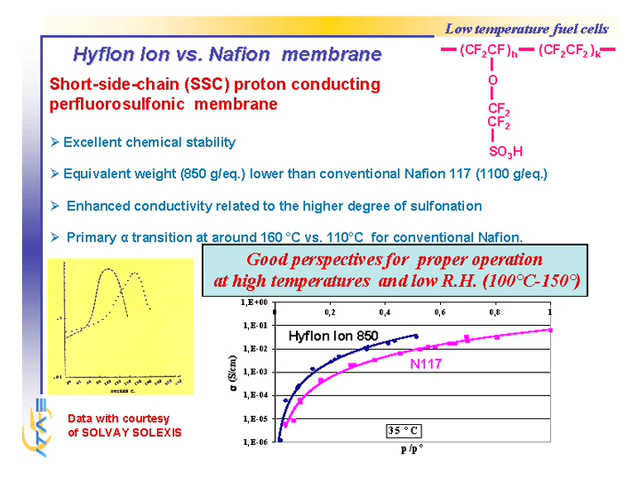 Low temperature fuel cells
Hyflon Ion vs. Nafion membrane
(CF2CF)h (CF2CF2)k
O
CF2
CF2
SO3H
Short-side-chain (SSC) proton conducting
perfluorosulfonic membrane
➢ Excellent chemical stability
➢ Equivalent weight (850 g/eq.) lower than conventional Nafion 117 (1100 g/eq.)
➢ Enhanced conductivity related to the higher degree of sulfonation
➢ Primary α transition at around 160 °C vs. 110°C for conventional Nafion.
Good perspectives for proper operation
at high temperatures and low R.H. (100°C-150°)
DEGREES C.
0 0,2 0,4 0,6 0,8 1
1,E+00
1,E-01
1,E-02
1,E-03
1,E-04
1,E-05
1,E-06
σ (S/cm)
Hyflon Ion 850
N117
35 °C
p/p°
Data with courtesy
of SOLVAY SOLEXIS